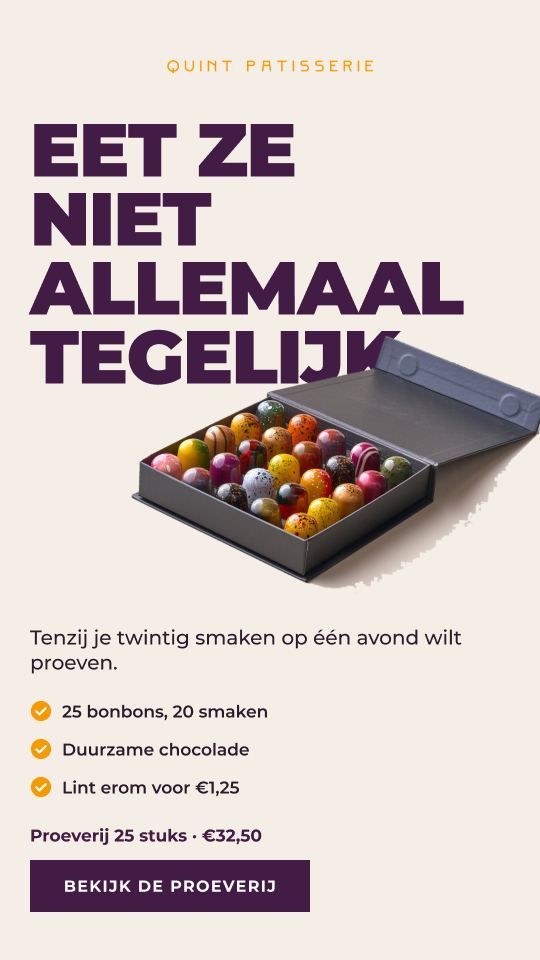 QUINT PATISSERIE
EET ZE
NIET
ALLEMAAL
TEGELIJK
Tenzij je twintig smaken op één avond wilt
proeven.
25 bonbons, 20 smaken
Duurzame chocolade
Lint erom voor €1,25
Proeverij 25 stuks · €32,50
BEKIJK DE PROEVERIJ